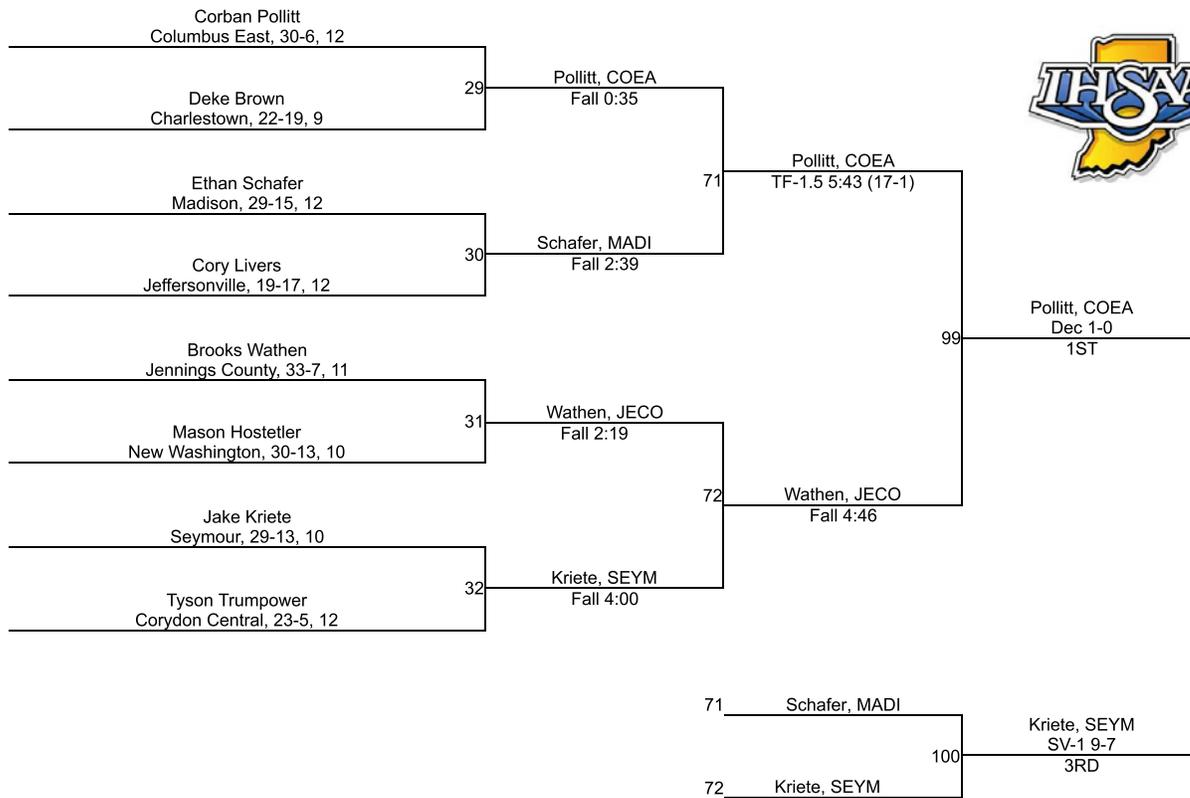 Corban Pollitt
Columbus East, 30-6, 12
29
Pollitt, COEA
Fall 0:35
Deke Brown
Charlestown, 22-19, 9
IHSAA
71
Pollitt, COEA
TF-1.5 5:43 (17-1)
Ethan Schafer
Madison, 29-15, 12
30
Schafer, MADI
Fall 2:39
Cory Livers
Jeffersonville, 19-17, 12
99
Pollitt, COEA
Dec 1-0
1ST
Brooks Wathen
Jennings County, 33-7, 11
31
Wathen, JECO
Fall 2:19
Mason Hostetler
New Washington, 30-13, 10
72
Wathen, JECO
Fall 4:46
Jake Kriete
Seymour, 29-13, 10
32
Kriete, SEYM
Fall 4:00
Tyson Trumpower
Corydon Central, 23-5, 12
71
Schafer, MADI
100
Kriete, SEYM
SV-1 9-7
3RD
72
Kriete, SEYM